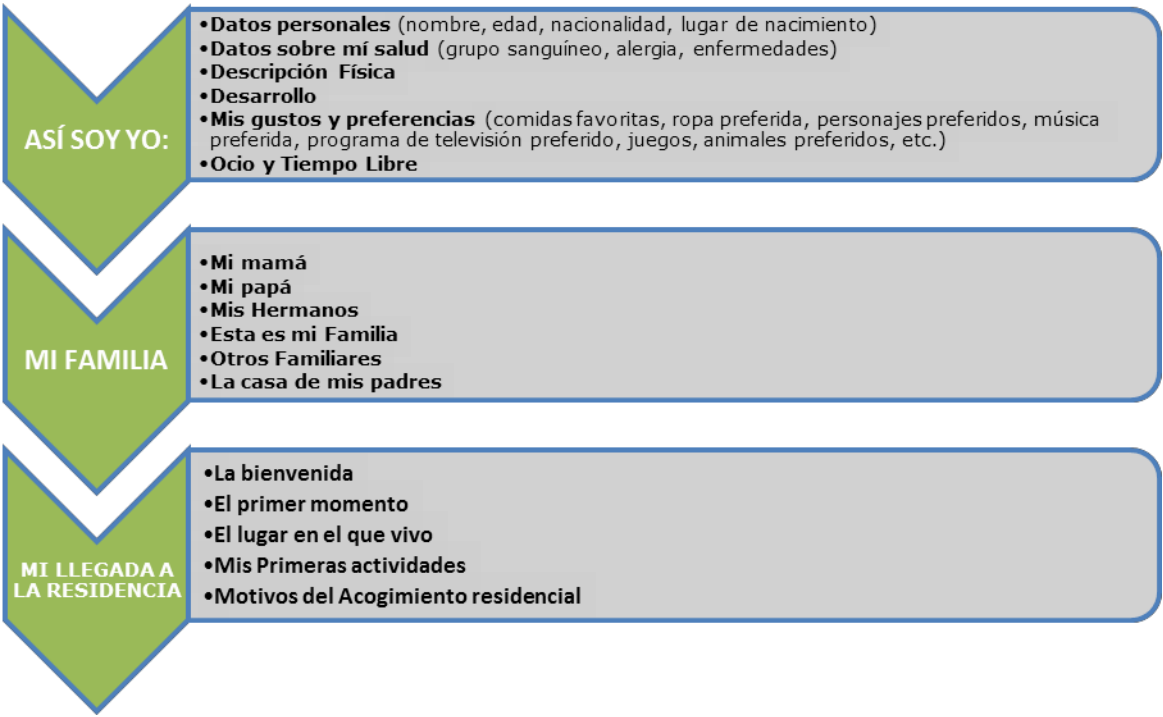 ASÍ SOY YO:
•Datos personales (nombre, edad, nacionalidad, lugar de nacimiento)
•Datos sobre mí salud (grupo sanguíneo, alergia, enfermedades)
•Descripción Física
•Desarrollo
•Mis gustos y preferencias (comidas favoritas, ropa preferida, personajes preferidos, música
preferida, programa de televisión preferido, juegos, animales preferidos, etc.)
•Ocio y Tiempo Libre
MI FAMILIA
•Mi mamá
•Mi papá
•Mis Hermanos
•Esta es mi Familia
•Otros Familiares
•La casa de mis padres
MI LLEGADA A
LA RESIDENCIA
•La bienvenida
•El primer momento
•El lugar en el que vivo
•Mis Primeras actividades
•Motivos del Acogimiento residencial